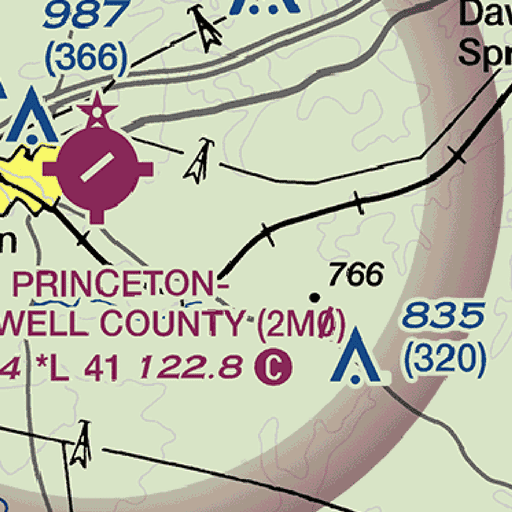 987
(366)
Daw
Spr
n
766
PRINCETON-
WELL COUNTY (2MØ)
4 *L 41 122.8 C
835
(320)